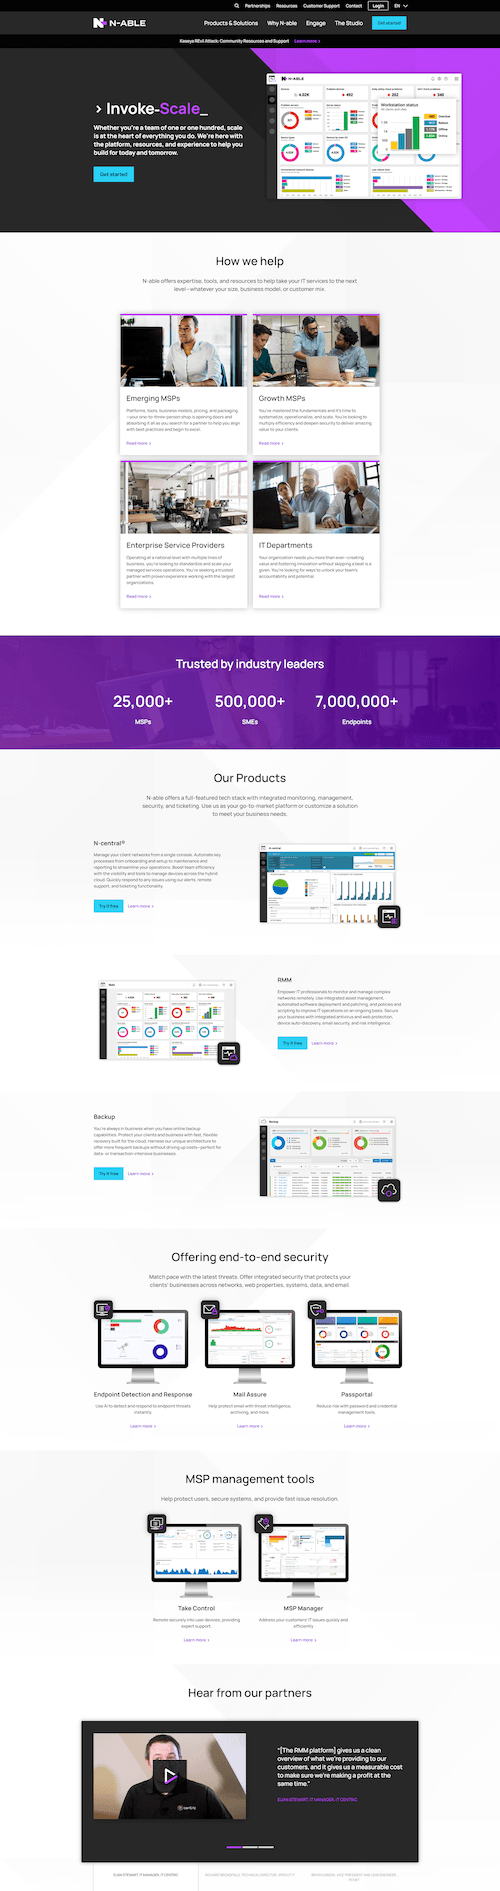 Partnerships Resources Customer Support Contact Login EN
N-ABLE
Products & Solutions Why N-able Engage The Studio Get started
Kaseya REvil Attack: Community Resources and Support Learn more >
> Invoke-Scale_
Whether you're a team of one or one hundred, scale
is at the heart of everything you do. We're here with
the platform, resources, and experience to help you
build for today and tomorrow.
Get started
N-ABLE
Workstation status
How we help
N-able offers expertise, tools, and resources to help take your IT services to the next
level—whatever your size, business model, or customer mix.
Emerging MSPs
Platforms, tools, business models, pricing, and packaging
—your one-to-three-person shop is opening doors and
absorbing it all as you search for a partner to help you align
with best practices and begin to excel.
Read more >
Growth MSPs
You've mastered the fundamentals and it's time to
systematize, operationalize, and scale. You're looking to
multiply efficiency and deepen security to deliver amazing
value to your clients.
Read more >
Enterprise Service Providers
Operating at a national level with multiple lines of
business, you're looking to standardize and scale your
managed services operations. You're seeking a trusted
partner with proven experience working with the largest
organizations.
Read more >
IT Departments
Your organization needs you more than ever—creating
value and fostering innovation without skipping a beat is a
given. You're looking for ways to unlock your team's
accountability and potential.
Read more >
Trusted by industry leaders
25,000+ 500,000+ 7,000,000+
MSPs SMEs Endpoints
Our Products
N-able offers a full-featured tech stack with integrated monitoring, management,
security, and ticketing. Use us as your go-to-market platform or customize a solution
to meet your business needs.
N-central®
Manage your client networks from a single console. Automate key
processes from onboarding and setup to maintenance and
reporting to streamline your operations. Boost team efficiency
with the visibility and tools to manage devices across the hybrid
cloud. Quickly respond to any issues using our alerts, remote
support, and ticketing functionality.
Try it free Learn more >
RMM
Empower IT professionals to monitor and manage complex
networks remotely. Use integrated asset management,
automated software deployment and patching, and policies and
scripting to improve IT operations on an ongoing basis. Secure
your business with integrated antivirus and web protection,
device auto-discovery, email security, and risk intelligence.
Try it free Learn more >
Backup
You're always in business when you have online backup
capabilities. Protect your clients and business with fast, flexible
recovery built for the cloud. Harness our unique architecture to
offer more frequent backups without driving up costs—perfect for
data- or transaction-intensive businesses.
Try it free Learn more >
Offering end-to-end security
Match pace with the latest threats. Offer integrated security that protects your
clients' businesses across networks, web properties, systems, data, and email.
Endpoint Detection and Response
Use AI to detect and respond to endpoint threats
instantly.
Learn more >
Mail Assure
Help protect email with threat intelligence,
archiving, and more.
Learn more >
Passportal
Reduce risk with password and credential
management tools.
Learn more >
MSP management tools
Help protect users, secure systems, and provide fast issue resolution.
Take Control
Remote securely into user devices, providing
expert support.
Learn more >
MSP Manager
Address your customers' IT issues quickly and
efficiently.
Learn more >
Hear from our partners
"[The RMM platform] gives us a clean
overview of what we're providing to our
customers, and it gives us a measurable cost
to make sure we're making a profit at the
same time."
EUAN STEWART, IT MANAGER, IT CENTRIC
EUAN STEWART, IT MANAGER, IT CENTRIC